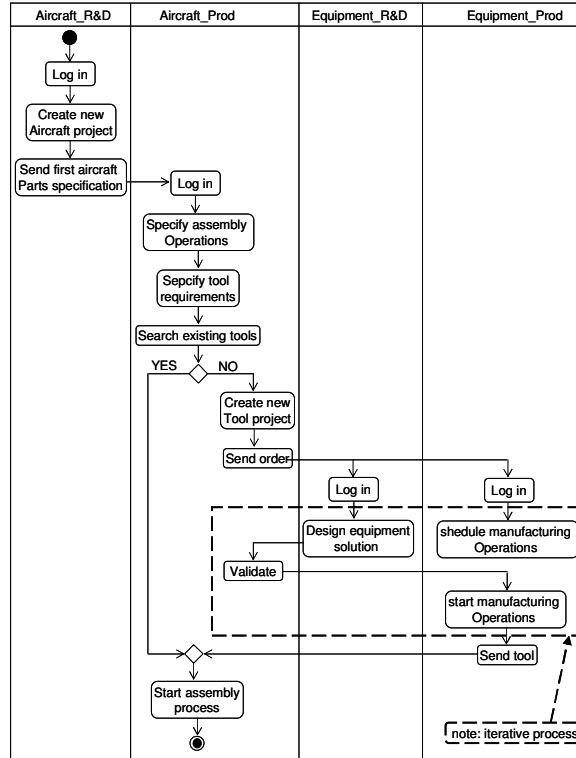 Aircraft_R&D
Aircraft_Prod
Equipment_R&D
Equipment_Prod
Log in
Create new
Aircraft project
Send first aircraft
Parts specification
Log in
Specify assembly
Operations
Sepcify tool
requirements
Search existing tools
YES
NO
Create new
Tool project
Send order
Log in
Log in
Design equipment
solution
shedule manufacturing
Operations
Validate
start manufacturing
Operations
Send tool
Start assembly
process
note: iterative process